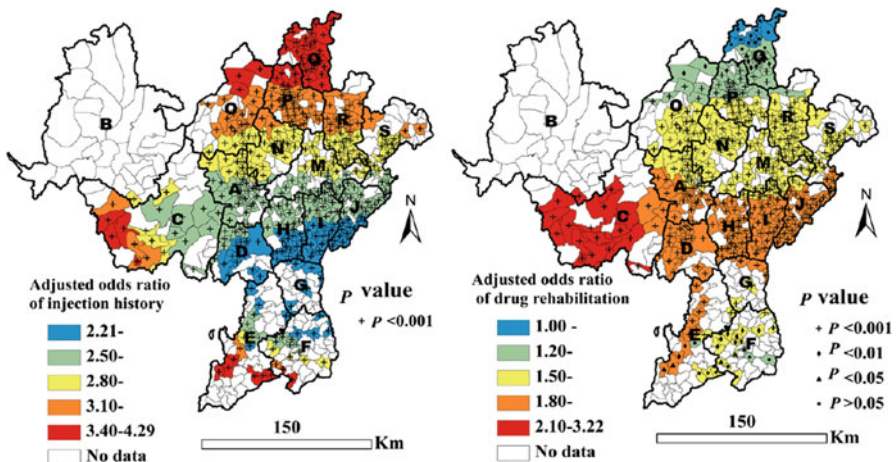 Q
B
O
P
R
N
M
S
A
C
J
I
H
D
N
G
E
F
Adjusted odds ratio
of injection history
P value
+ P <0.001
2.21-
2.50-
2.80-
3.10-
3.40-4.29
No data
150
Km
G
B
O
P
R
S
N
M
A
C
J
I
H
D
N
G
E
F
Adjusted odds ratio
of drug rehabilitation
P value
1.00 -
1.20-
1.50-
1.80-
2.10-3.22
No data
P <0.001
P <0.01
P <0.05
P >0.05
150
Km